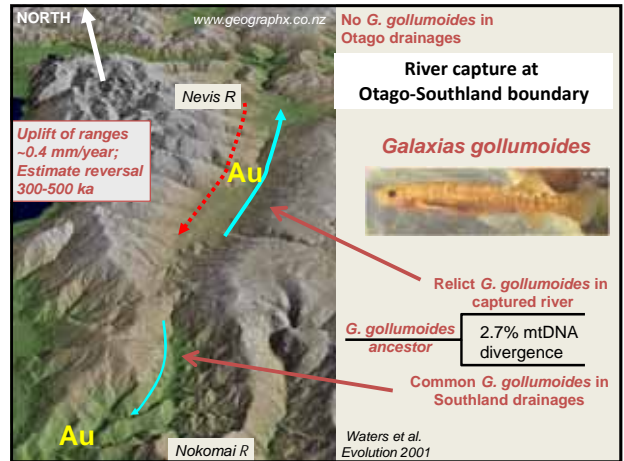 NORTH
www.geographx.co.nz
Nevis R
Uplift of ranges
~0.4 mm/year;
Estimate reversal
300-500 ka
Au
Au
Nokomai R
No G. gollumoides in
Otago drainages
River capture at
Otago-Southland boundary
Galaxias gollumoides
Relict G. gollumoides in
captured river
G. gollumoides
ancestor
2.7% mtDNA
divergence
Common G. gollumoides in
Southland drainages
Waters et al.
Evolution 2001